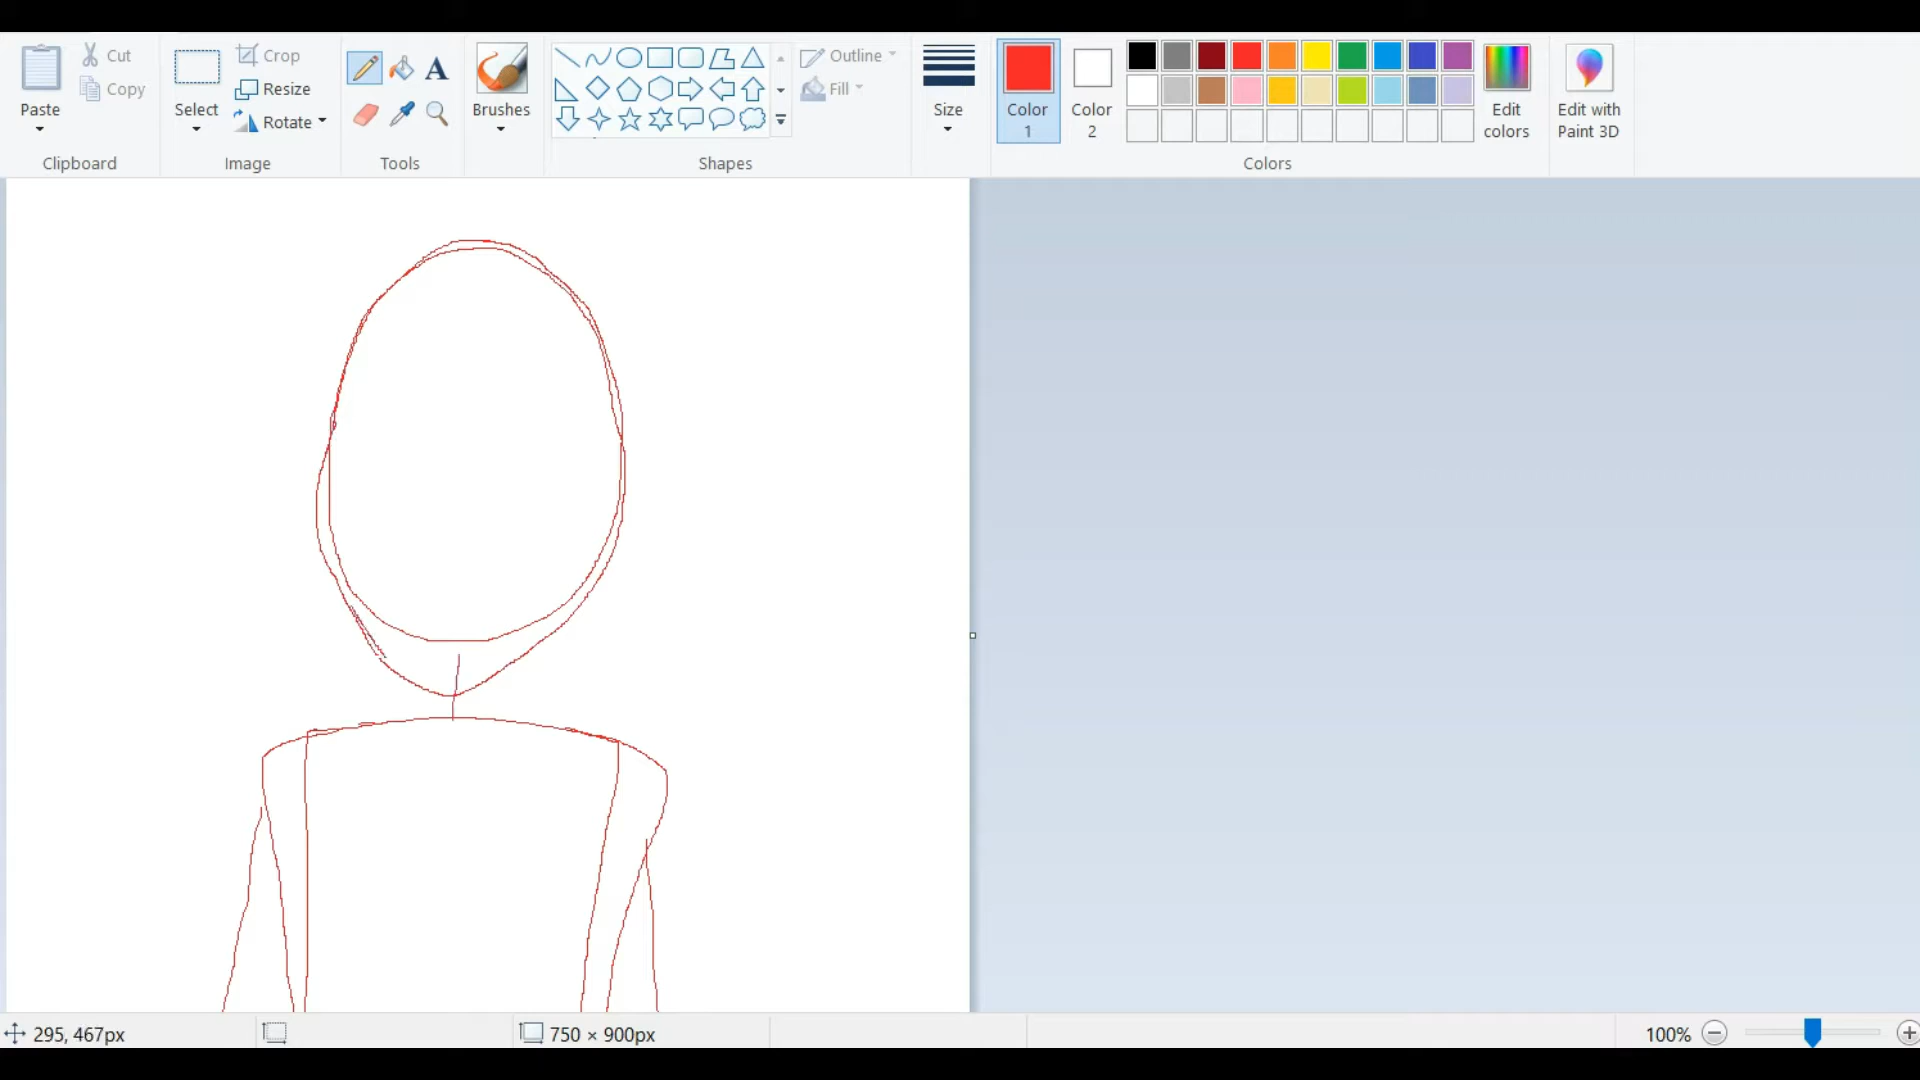 Paste
Cut
Copy
Clipboard
Select
Crop
Resize
Rotate
Image
A
Tools
Brushes
Shapes
Outline
Fill
Size
Color
1
Color
2
Colors
Edit
colors
Edit with
Paint 3D
295, 467px
750 × 900px
100%